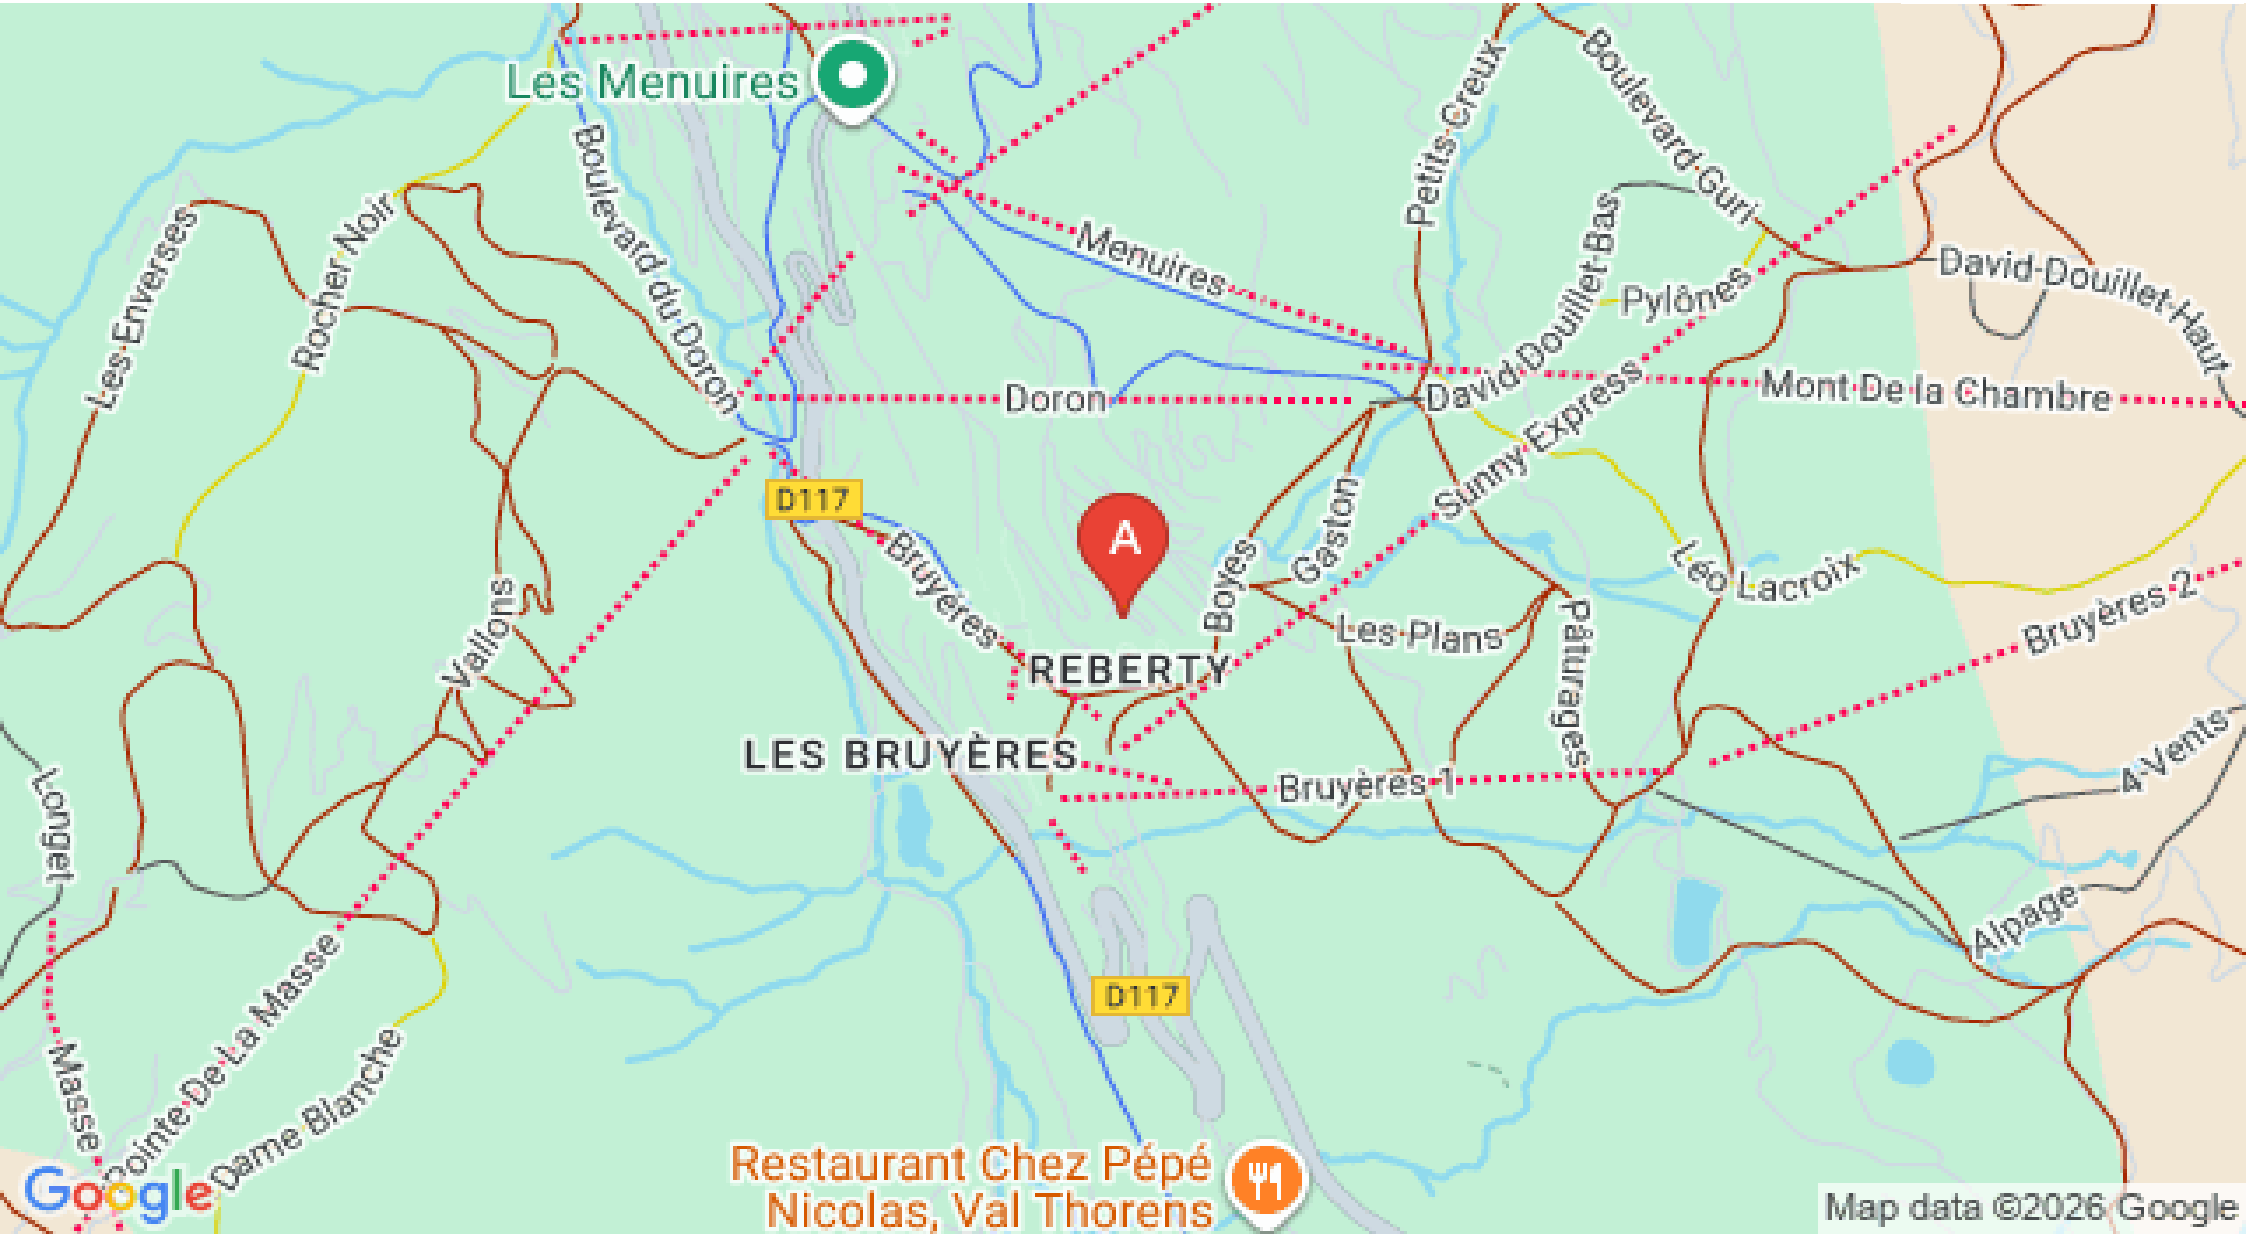 Les Menuires
Boulevard du Doron
Petits Creux
Boulevard Guri
Les Enverses
Rocher Noir
Menuires
David Douillet Bas
Pylônes
David Douillet Haut
Doron
David
Sunny Express
Mont De la Chambre
D117
A
Bruyères
Boyes
Gaston
Léo Lacroix
Les Plans
Pâturages
Bruyères 2
Vallons
REBERTY
LES BRUYÈRES
Bruyères 1
4 Vents
Longet
Alpage
Masse
Pointe De La Masse
Dame Blanche
D117
Restaurant Chez Pépé
Nicolas, Val Thorens
Google
Map data ©2026 Google